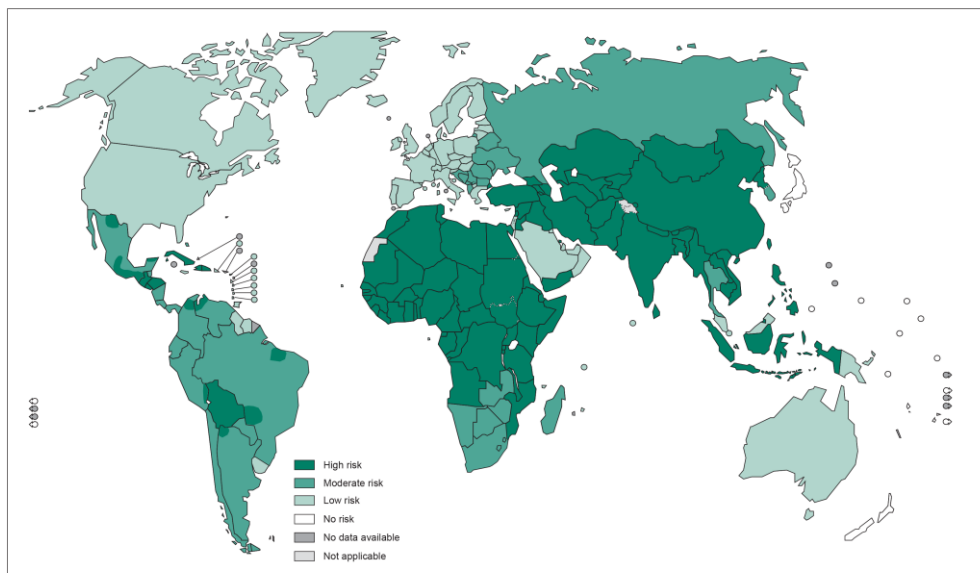 High risk
Moderate risk
Low risk
No risk
No data available
Not applicable